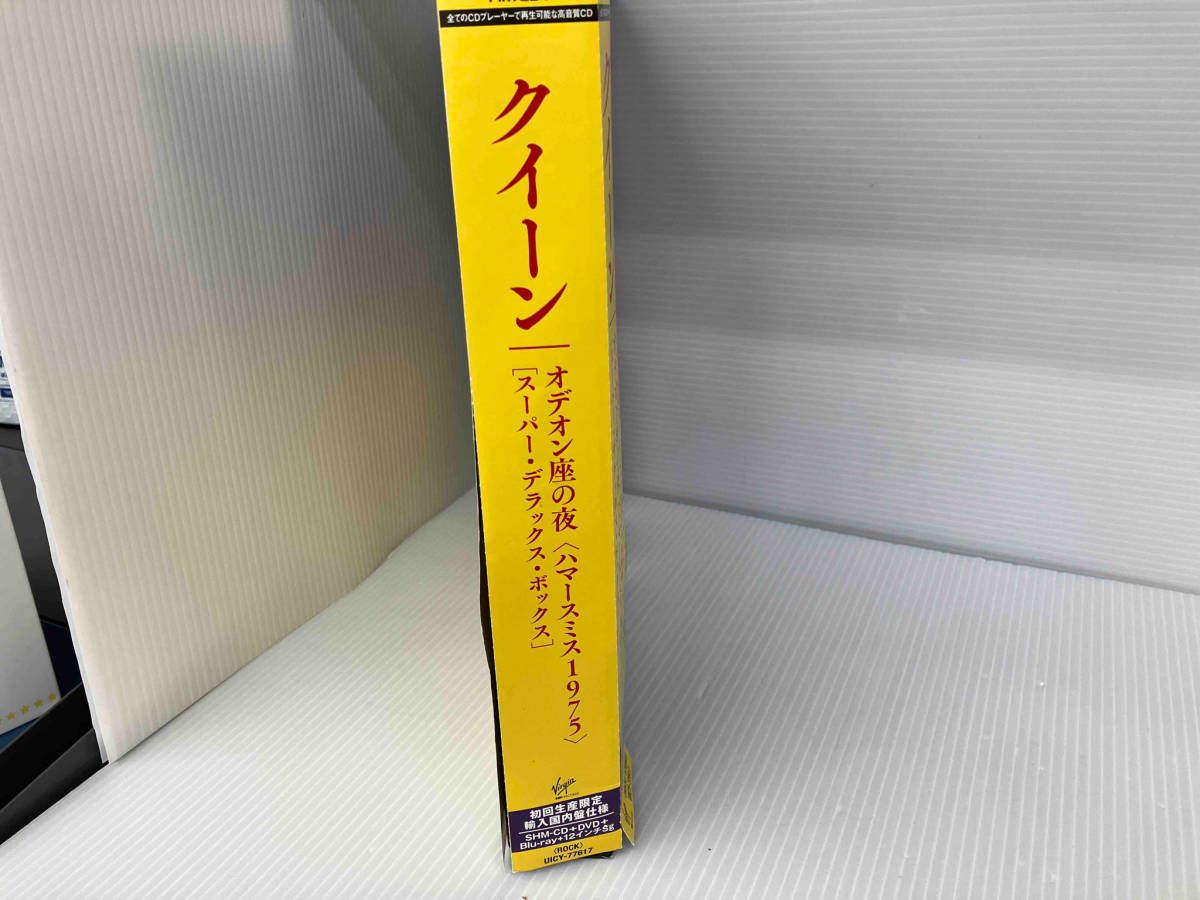 全てのCDプレーヤーで再生可能な高音質CD
クイーン
オデオン座の夜〈ハマースミス1975〉
[スーパー・デラックス・ボックス]
Virgin
初回生産限定
輸入国内盤仕様
SHM-CD+DVD+
Blu-ray+12インチSg
〈ROCK〉
UICY-77617